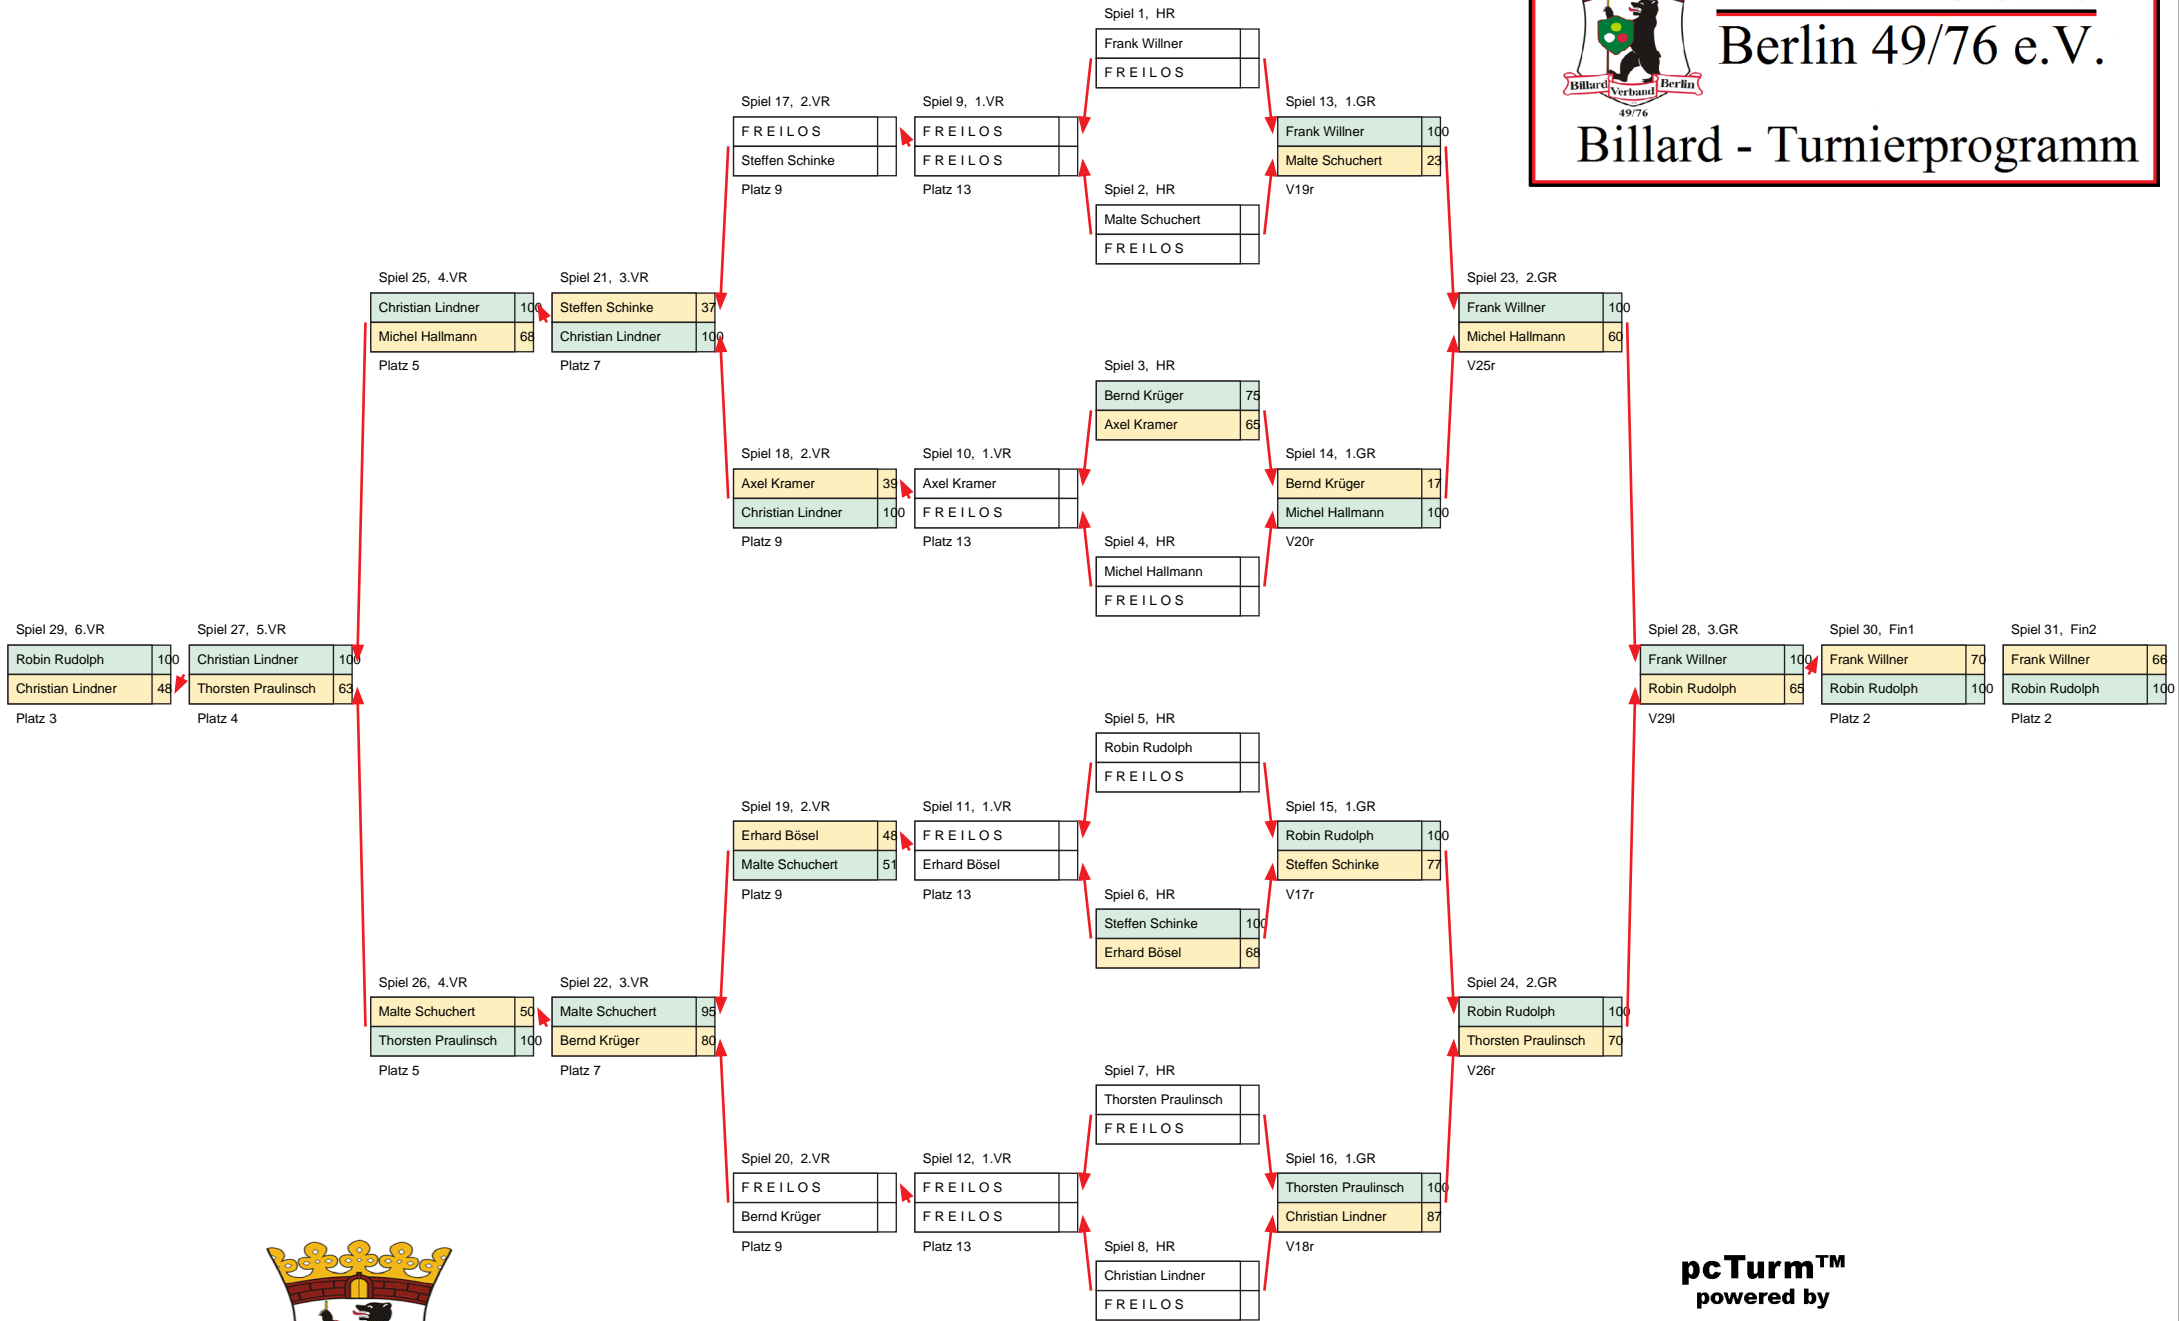 Spiel 1, HR
Frank Willner
F R E I L O S
Berlin 49/76 e.V.
Billard Verband Berlin
49/76
Billard - Turnierprogramm
Spiel 17, 2.VR
F R E I L O S
Steffen Schinke
Platz 9
Spiel 9, 1.VR
F R E I L O S
F R E I L O S
Platz 13
Spiel 13, 1.GR
Frank Willner 100
Malte Schuchert 23
V19r
Spiel 2, HR
Malte Schuchert
F R E I L O S
Spiel 25, 4.VR
Christian Lindner 100
Michel Hallmann 68
Platz 5
Spiel 21, 3.VR
Steffen Schinke 37
Christian Lindner 100
Platz 7
Spiel 23, 2.GR
Frank Willner 100
Michel Hallmann 60
V25r
Spiel 3, HR
Bernd Krüger 75
Axel Kramer 65
Spiel 18, 2.VR
Axel Kramer 39
Christian Lindner 100
Platz 9
Spiel 10, 1.VR
Axel Kramer
F R E I L O S
Platz 13
Spiel 14, 1.GR
Bernd Krüger 17
Michel Hallmann 100
V20r
Spiel 4, HR
Michel Hallmann
F R E I L O S
Spiel 29, 6.VR
Robin Rudolph 100
Christian Lindner 48
Platz 3
Spiel 27, 5.VR
Christian Lindner 100
Thorsten Praulinsch 63
Platz 4
Spiel 28, 3.GR
Frank Willner 100
Robin Rudolph 65
V29l
Spiel 30, Fin1
Frank Willner 70
Robin Rudolph 100
Platz 2
Spiel 31, Fin2
Frank Willner 66
Robin Rudolph 100
Platz 2
Spiel 5, HR
Robin Rudolph
F R E I L O S
Spiel 19, 2.VR
Erhard Bösel 48
Malte Schuchert 51
Platz 9
Spiel 11, 1.VR
F R E I L O S
Erhard Bösel
Platz 13
Spiel 15, 1.GR
Robin Rudolph 100
Steffen Schinke 77
V17r
Spiel 6, HR
Steffen Schinke 100
Erhard Bösel 68
Spiel 26, 4.VR
Malte Schuchert 50
Thorsten Praulinsch 100
Platz 5
Spiel 22, 3.VR
Malte Schuchert 95
Bernd Krüger 80
Platz 7
Spiel 24, 2.GR
Robin Rudolph 100
Thorsten Praulinsch 70
V26r
Spiel 7, HR
Thorsten Praulinsch
F R E I L O S
Spiel 20, 2.VR
F R E I L O S
Bernd Krüger
Platz 9
Spiel 12, 1.VR
F R E I L O S
F R E I L O S
Platz 13
Spiel 16, 1.GR
Thorsten Praulinsch 100
Christian Lindner 87
V18r
Spiel 8, HR
Christian Lindner
F R E I L O S
pcTurm™
powered by